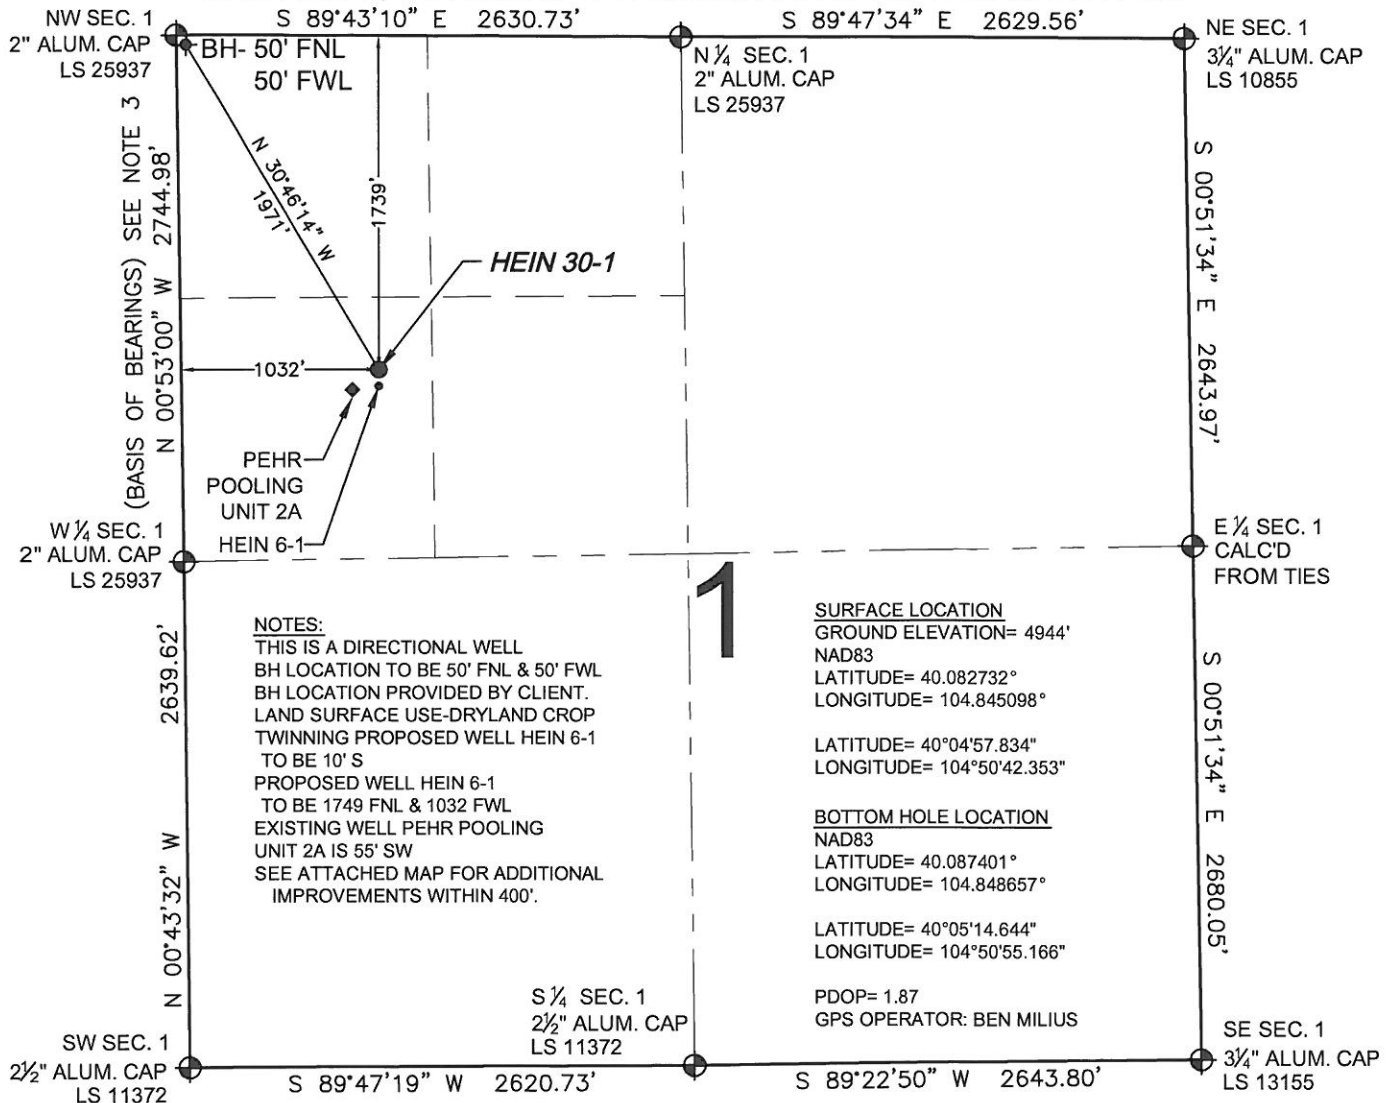 NW SEC. 1
2" ALUM. CAP
LS 25937
S 89°43'10" E 2630.73'
S 89°47'34" E 2629.56'
NE SEC. 1
3¼" ALUM. CAP
LS 10855
BH- 50' FNL
50' FWL
N ¼ SEC. 1
2" ALUM. CAP
LS 25937
(BASIS OF BEARINGS) SEE NOTE 3
N 00°53'00" W 2744.98'
N 30°46'14" W
1971'
1739'
HEIN 30-1
1032'
S 00°51'34" E 2643.97'
PEHR
POOLING
UNIT 2A
HEIN 6-1
W ¼ SEC. 1
2" ALUM. CAP
LS 25937
E ¼ SEC. 1
CALC'D
FROM TIES
1
NOTES:
THIS IS A DIRECTIONAL WELL
BH LOCATION TO BE 50' FNL & 50' FWL
BH LOCATION PROVIDED BY CLIENT.
LAND SURFACE USE-DRYLAND CROP
TWINNING PROPOSED WELL HEIN 6-1
TO BE 10' S
PROPOSED WELL HEIN 6-1
TO BE 1749 FNL & 1032 FWL
EXISTING WELL PEHR POOLING
UNIT 2A IS 55' SW
SEE ATTACHED MAP FOR ADDITIONAL
IMPROVEMENTS WITHIN 400'.
SURFACE LOCATION
GROUND ELEVATION= 4944'
NAD83
LATITUDE= 40.082732°
LONGITUDE= 104.845098°
LATITUDE= 40°04'57.834"
LONGITUDE= 104°50'42.353"
BOTTOM HOLE LOCATION
NAD83
LATITUDE= 40.087401°
LONGITUDE= 104.848657°
LATITUDE= 40°05'14.644"
LONGITUDE= 104°50'55.166"
PDOP= 1.87
GPS OPERATOR: BEN MILIUS
N 00°43'32" W 2639.62'
S 00°51'34" E 2680.05'
SW SEC. 1
2½" ALUM. CAP
LS 11372
S ¼ SEC. 1
2½" ALUM. CAP
LS 11372
S 89°47'19" W 2620.73'
S 89°22'50" W 2643.80'
SE SEC. 1
3¼" ALUM. CAP
LS 13155